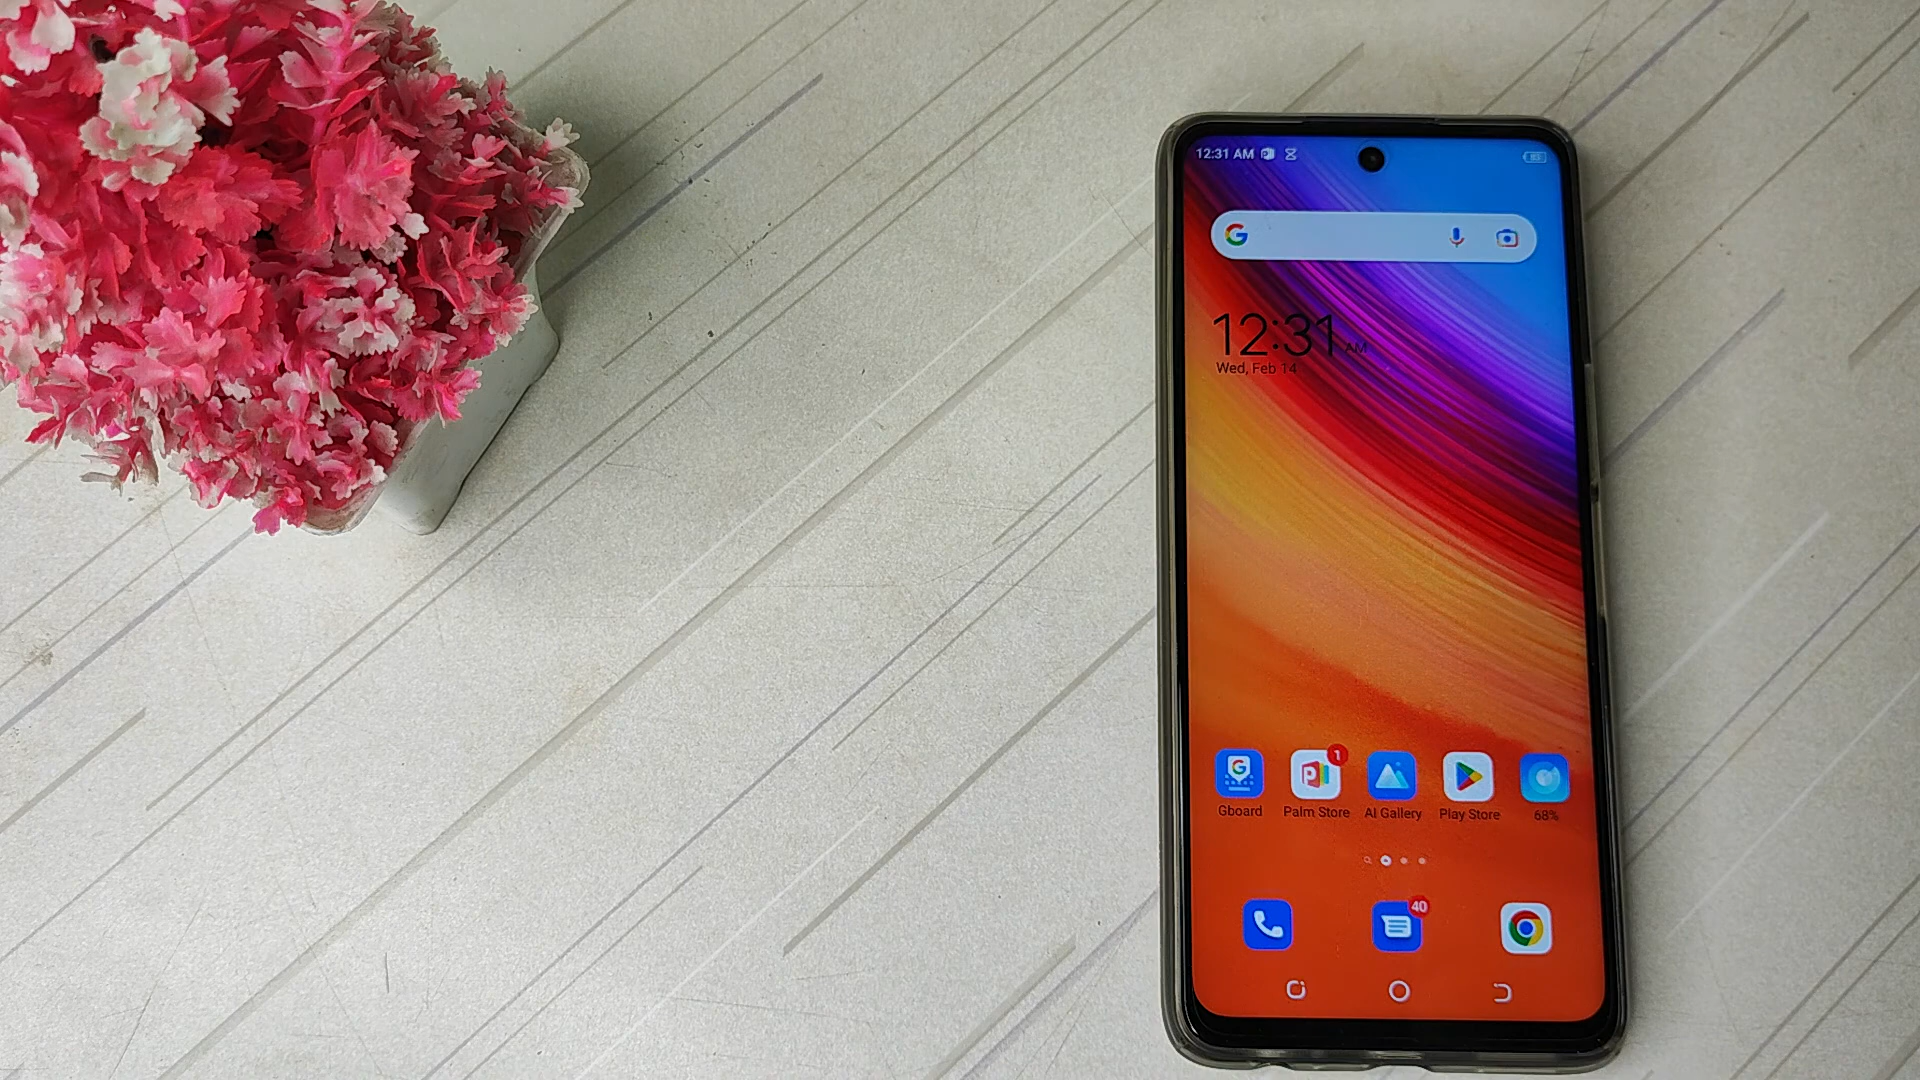 12:31 AM
G
12:31 AM
Wed, Feb 14
1
Gboard Palm Store AI Gallery Play Store 68%
40